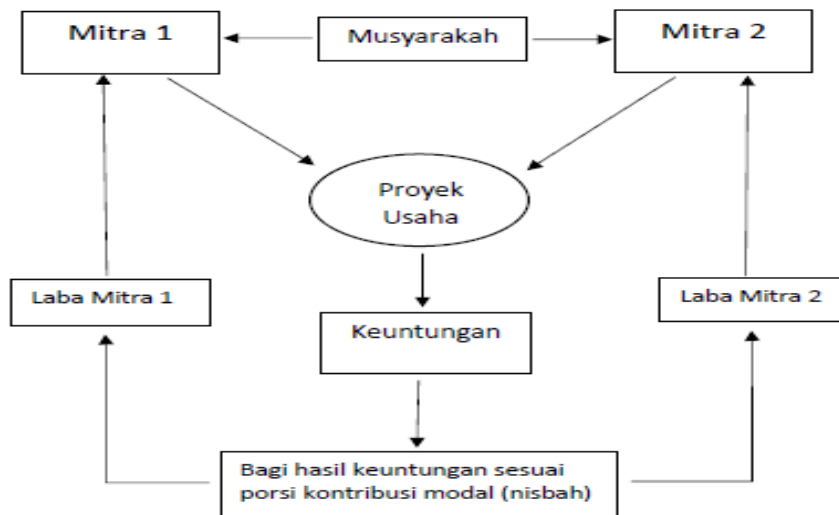 Mitra 1
Musyarakah
Mitra 2
Proyek
Usaha
Laba Mitra 1
Laba Mitra 2
Keuntungan
Bagi hasil keuntungan sesuai
porsi kontribusi modal (nisbah)